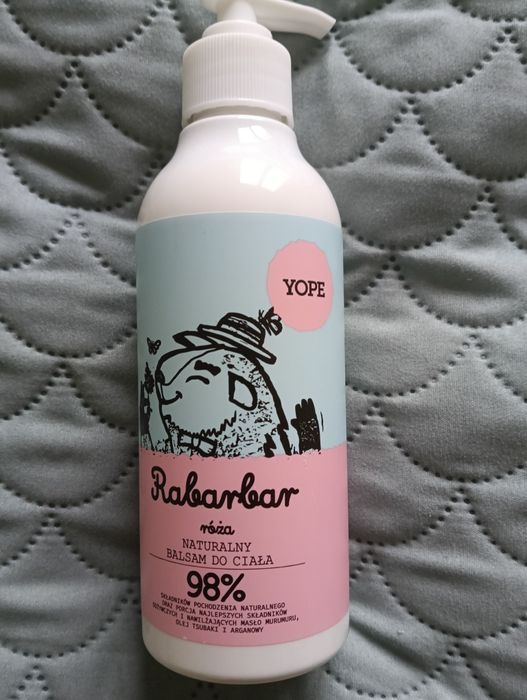 YOPE
Rabarbar
róża
NATURALNY
BALSAM DO CIAŁA
98%
SKŁADNIKÓW POCHODZENIA NATURALNEGO
ORAZ PORCJA NAJLEPSZYCH SKŁADNIKÓW
ODŻYWCZYCH I NAWILŻAJĄCYCH MASŁO MURUMURU,
OLEJ TSUBAKI I ARGANOWY